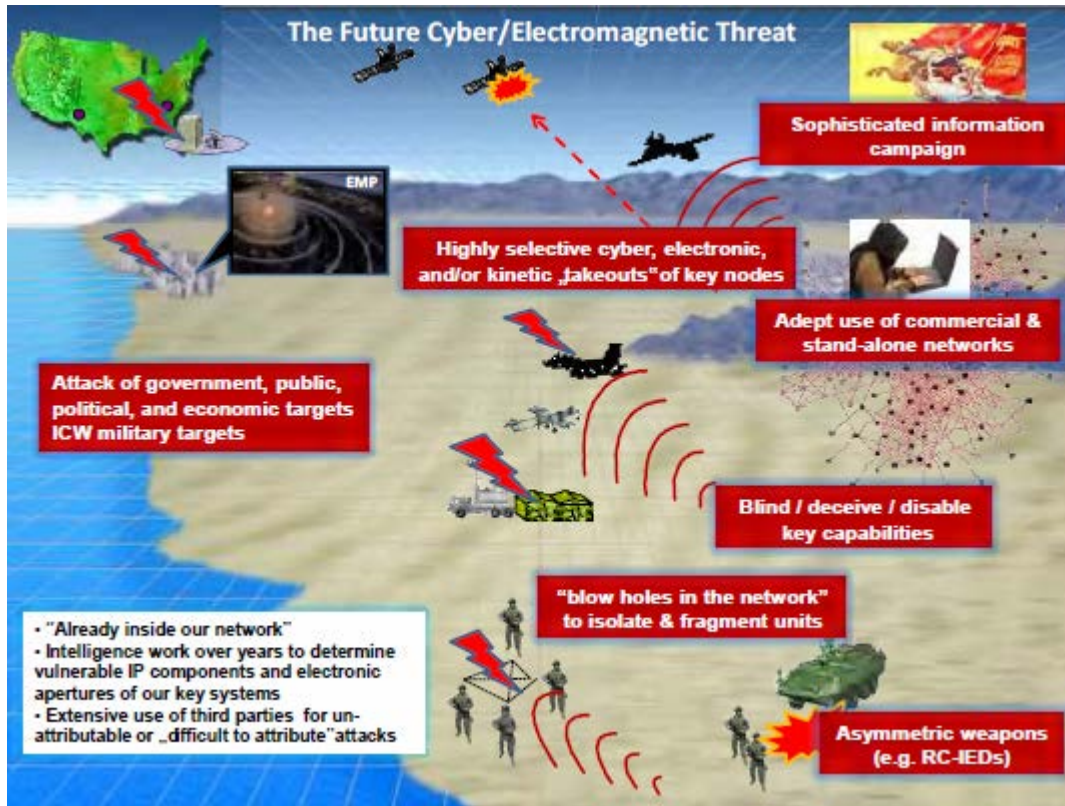 The Future Cyber/Electromagnetic Threat
Sophisticated information
campaign
EMP
Highly selective cyber, electronic,
and/or kinetic „takeouts" of key nodes
Adept use of commercial &
stand-alone networks
Attack of government, public,
political, and economic targets
ICW military targets
Blind / deceive / disable
key capabilities
"blow holes in the network"
to isolate & fragment units
• "Already inside our network"
• Intelligence work over years to determine
vulnerable IP components and electronic
apertures of our key systems
• Extensive use of third parties for un-
attributable or „difficult to attribute" attacks
Asymmetric weapons
(e.g. RC-IEDs)